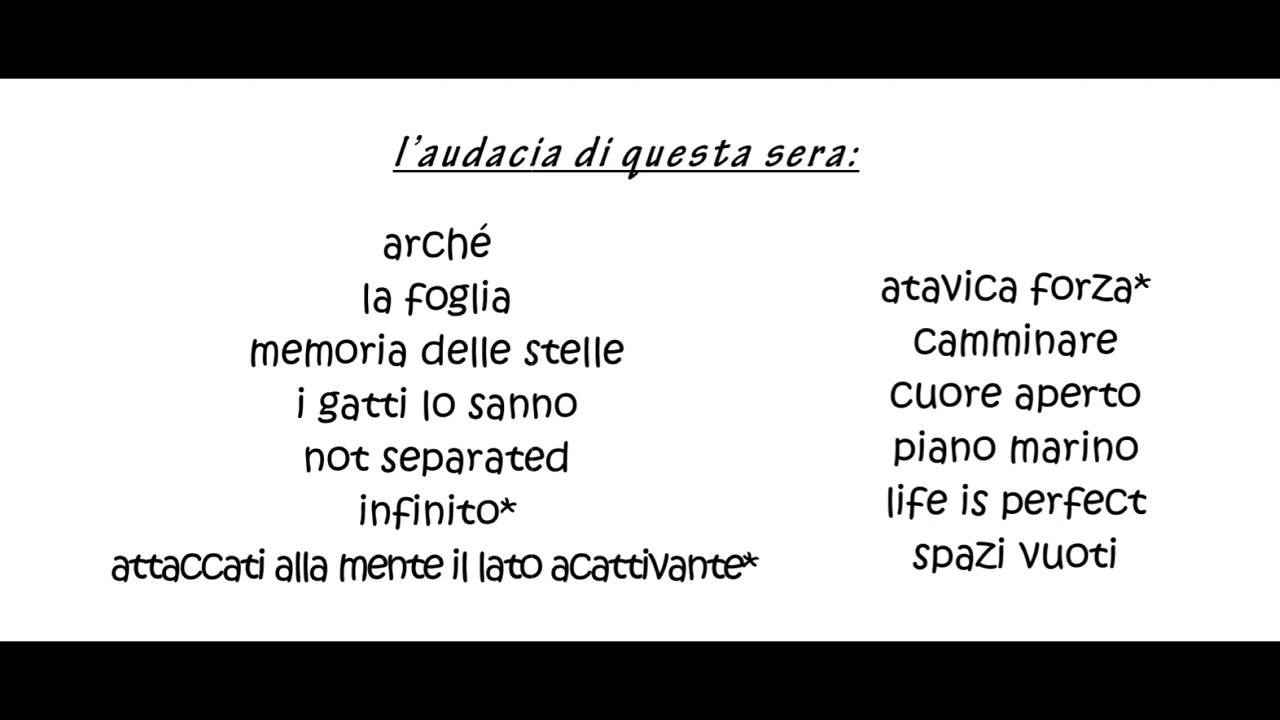 l'audacia di questa sera:
arché
la foglia
memoria delle stelle
i gatti lo sanno
not separated
infinito*
attaccati alla mente il lato acattivante*
atavica forza*
camminare
cuore aperto
piano marino
life is perfect
spazi vuoti